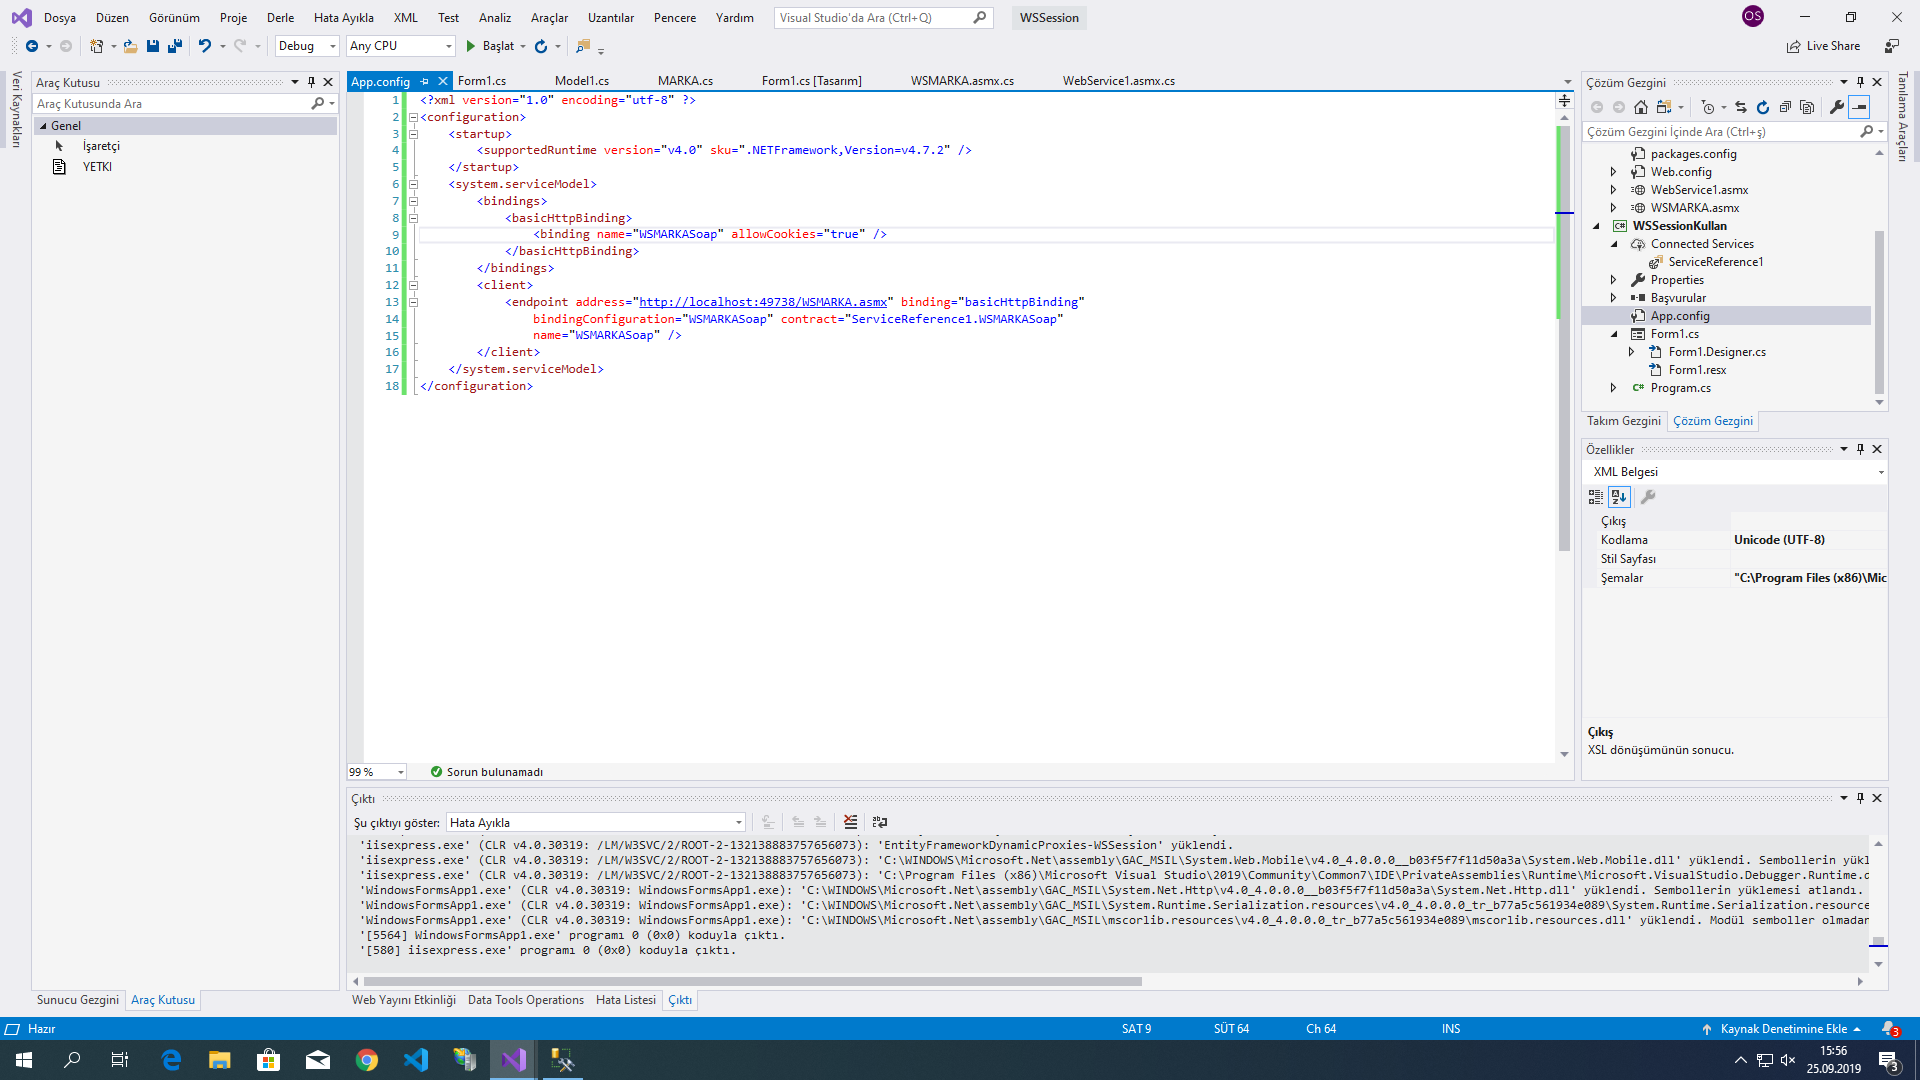 Dosya Düzen Görünüm Proje Derle Hata Ayıkla XML Test Analiz Araçlar Uzantılar Pencere Yardım Visual Studio'da Ara (Ctrl+Q) WSSession OS
Debug Any CPU Başlat Live Share
Veri Kaynakları
Araç Kutusu
Araç Kutusunda Ara
Genel
İşaretçi
YETKI
Sunucu Gezgini Araç Kutusu
App.config Form1.cs Model1.cs MARKA.cs Form1.cs [Tasarım] WSMARKA.asmx.cs WebService1.asmx.cs
1 <?xml version="1.0" encoding="utf-8" ?>
2 <configuration>
3 <startup>
4 <supportedRuntime version="v4.0" sku=".NETFramework,Version=v4.7.2" />
5 </startup>
6 <system.serviceModel>
7 <bindings>
8 <basicHttpBinding>
9 <binding name="WSMARKASoap" allowCookies="true" />
10 </basicHttpBinding>
11 </bindings>
12 <client>
13 <endpoint address="http://localhost:49738/WSMARKA.asmx" binding="basicHttpBinding"
14 bindingConfiguration="WSMARKASoap" contract="ServiceReference1.WSMARKASoap"
15 name="WSMARKASoap" />
16 </client>
17 </system.serviceModel>
18 </configuration>
99 % Sorun bulunamadı
Çıktı
Şu çıktıyı göster: Hata Ayıkla
'iisexpress.exe' (CLR v4.0.30319: /LM/W3SVC/2/ROOT-2-132138883757656073): 'EntityFrameworkDynamicProxies-WSSession' yüklendi.
'iisexpress.exe' (CLR v4.0.30319: /LM/W3SVC/2/ROOT-2-132138883757656073): 'C:\WINDOWS\Microsoft.Net\assembly\GAC_MSIL\System.Web.Mobile\v4.0_4.0.0.0__b03f5f7f11d50a3a\System.Web.Mobile.dll' yüklendi. Sembollerin yükl
'iisexpress.exe' (CLR v4.0.30319: /LM/W3SVC/2/ROOT-2-132138883757656073): 'C:\Program Files (x86)\Microsoft Visual Studio\2019\Community\Common7\IDE\PrivateAssemblies\Runtime\Microsoft.VisualStudio.Debugger.Runtime.d
'WindowsFormsApp1.exe' (CLR v4.0.30319: WindowsFormsApp1.exe): 'C:\WINDOWS\Microsoft.Net\assembly\GAC_MSIL\System.Net.Http\v4.0_4.0.0.0__b03f5f7f11d50a3a\System.Net.Http.dll' yüklendi. Sembollerin yüklemesi atlandı.
'WindowsFormsApp1.exe' (CLR v4.0.30319: WindowsFormsApp1.exe): 'C:\WINDOWS\Microsoft.Net\assembly\GAC_MSIL\System.Runtime.Serialization.resources\v4.0_4.0.0.0_tr_b77a5c561934e089\System.Runtime.Serialization.resource
'WindowsFormsApp1.exe' (CLR v4.0.30319: WindowsFormsApp1.exe): 'C:\WINDOWS\Microsoft.Net\assembly\GAC_MSIL\mscorlib.resources\v4.0_4.0.0.0_tr_b77a5c561934e089\mscorlib.resources.dll' yüklendi. Modül semboller olmadan
'[5564] WindowsFormsApp1.exe' programı 0 (0x0) koduyla çıktı.
'[580] iisexpress.exe' programı 0 (0x0) koduyla çıktı.
Web Yayını Etkinliği Data Tools Operations Hata Listesi Çıktı
Çözüm Gezgini
Çözüm Gezgini İçinde Ara (Ctrl+ş)
packages.config
Web.config
WebService1.asmx
WSMARKA.asmx
WSSessionKullan
Connected Services
ServiceReference1
Properties
Başvurular
App.config
Form1.cs
Form1.Designer.cs
Form1.resx
Program.cs
Takım Gezgini Çözüm Gezgini
Özellikler
XML Belgesi
Çıkış
Kodlama Unicode (UTF-8)
Stil Sayfası
Şemalar "C:\Program Files (x86)\Mic
Çıkış
XSL dönüşümünün sonucu.
Tanılama Araçları
Hazır SAT 9 SÜT 64 Ch 64 INS Kaynak Denetimine Ekle 3
15:56
25.09.2019
3